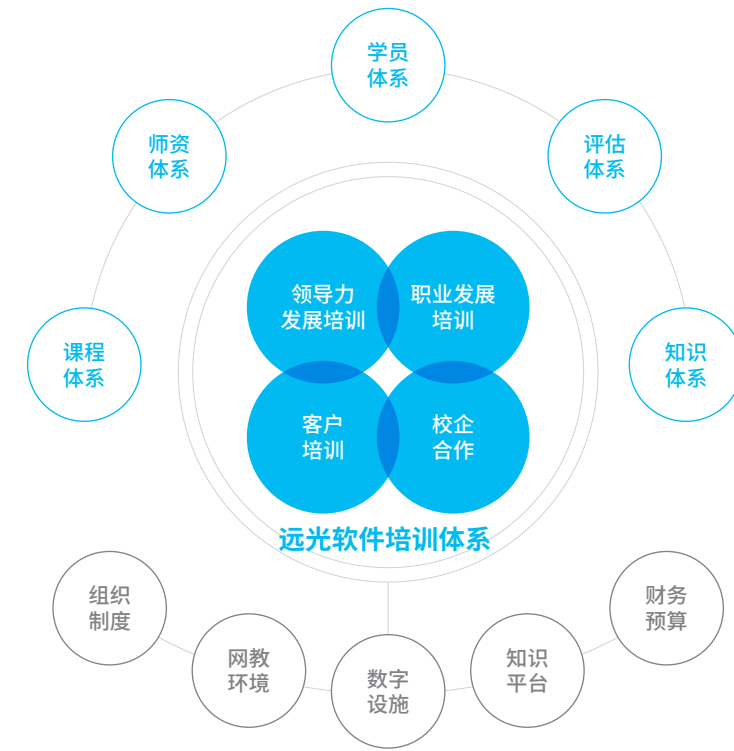 学员
体系
师资
体系
评估
体系
领导力
发展培训
职业发展
培训
课程
体系
知识
体系
客户
培训
校企
合作
远光软件培训体系
组织
制度
财务
预算
网教
环境
知识
平台
数字
设施